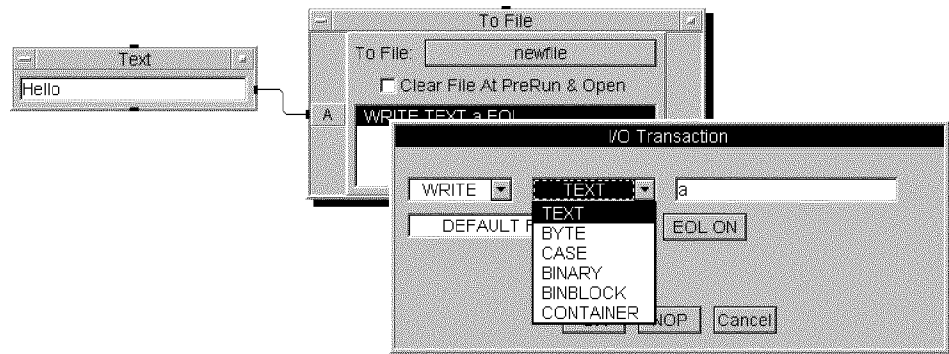 To File
Text
To File: newfile
Hello
Clear File At PreRun & Open
A
WRITE TEXT a EOL
I/O Transaction
WRITE TEXT a
TEXT
DEFAULT EOL ON
BYTE
CASE
BINARY
BINBLOCK
CONTAINER
NOP Cancel